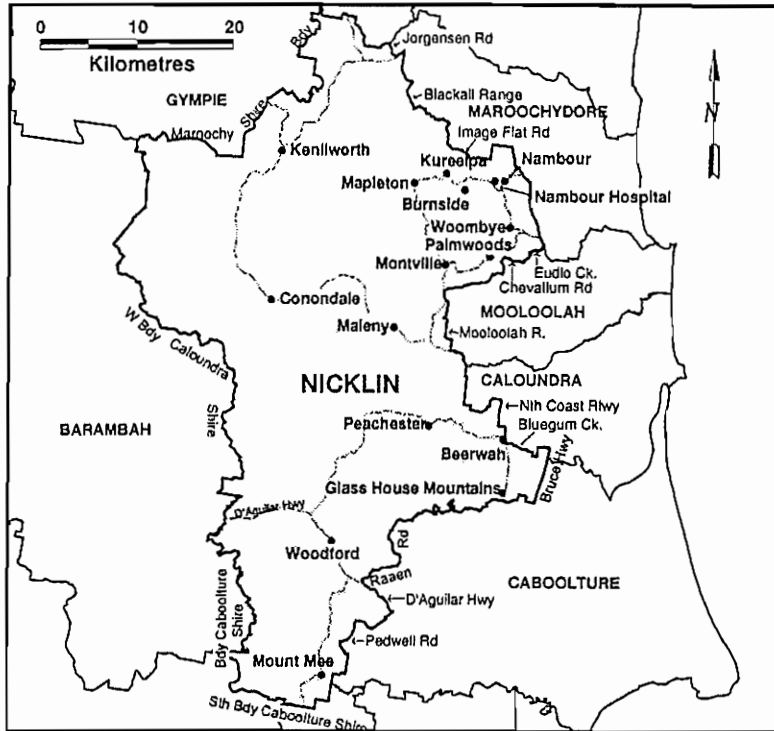 0 10 20
Kilometres
Bdy
Jorgensen Rd
GYMPIE
Blackall Range
MAROOCHYDORE
Shire
Maroochy
Image Flat Rd
Kenilworth
Kureelpa
Nambour
Mapleton
Burnside
Nambour Hospital
Woombye
Palmwoods
Montville
Eudlo Ck.
Chevallum Rd
Conondale
MOOLOOLAH
Maleny
Mooloolah R.
W Bdy Caloundra
Shire
NICKLIN
CALOUNDRA
BARAMBAH
Peachester
Nth Coast Rlwy
Bluegum Ck.
Beerwah
Bruce Hwy
Glass House Mountains
D'Aguilar Hwy
Woodford
Rd
Raaen
CABOOLTURE
D'Aguilar Hwy
Bdy Caboolture
Shire
Pedwell Rd
Mount Mee
Sth Bdy Caboolture Shire
N